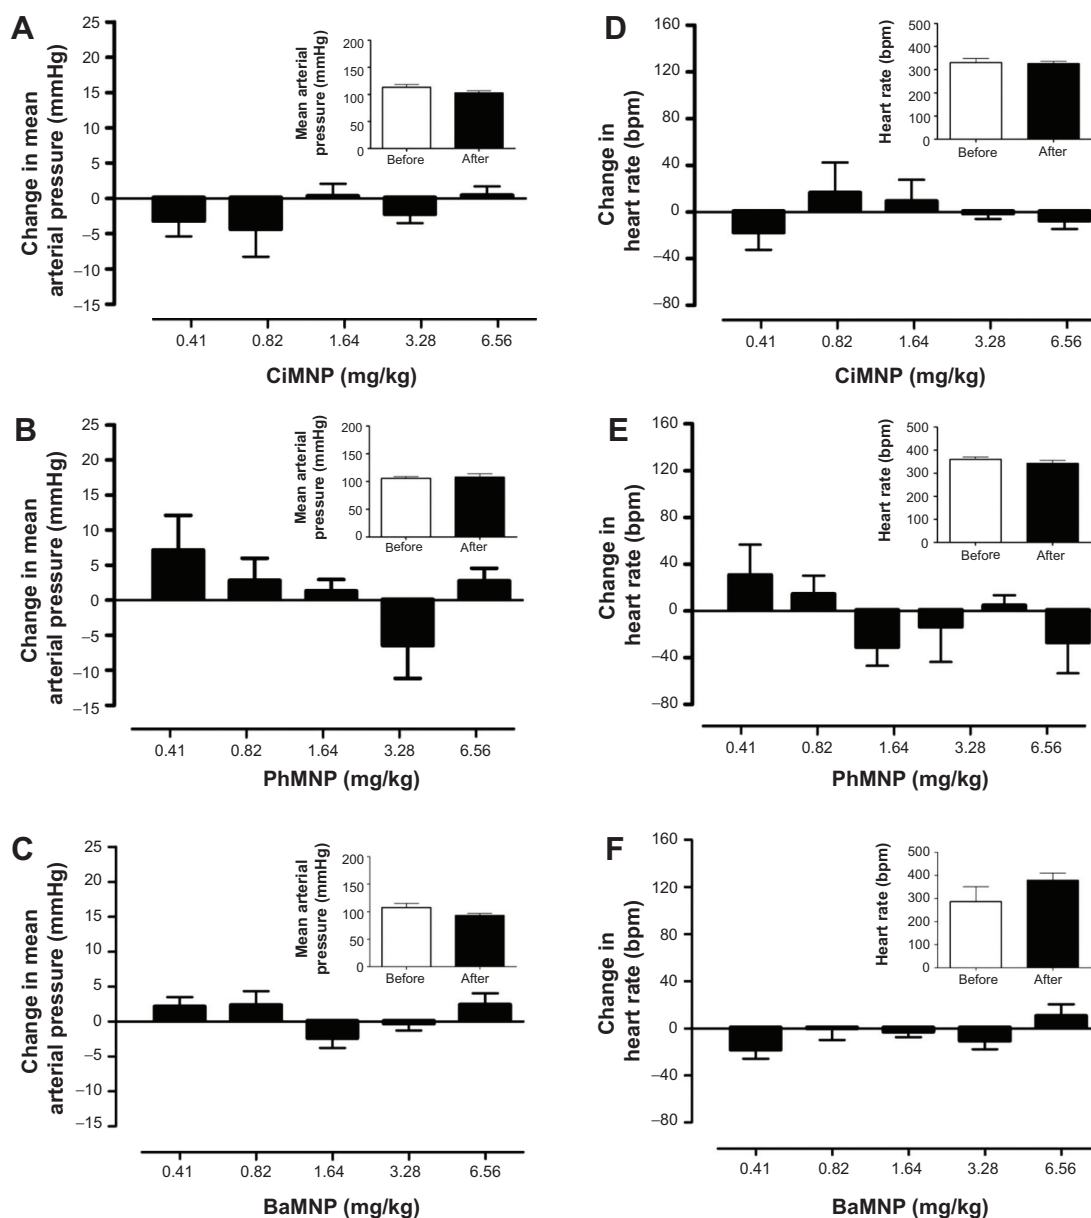 A
Change in mean
arterial pressure (mmHg)
25
20
15
10
5
0
−5
−10
−15
Mean arterial
pressure (mmHg)
200
150
100
50
0
Before After
0.41 0.82 1.64 3.28 6.56
CiMNP (mg/kg)
D
Change in
heart rate (bpm)
160
120
80
40
0
−40
−80
Heart rate (bpm)
500
400
300
200
100
0
Before After
0.41 0.82 1.64 3.28 6.56
CiMNP (mg/kg)
B
Change in mean
arterial pressure (mmHg)
25
20
15
10
5
0
−5
−10
−15
Mean arterial
pressure (mmHg)
200
150
100
50
0
Before After
0.41 0.82 1.64 3.28 6.56
PhMNP (mg/kg)
E
Change in
heart rate (bpm)
160
120
80
40
0
−40
−80
Heart rate (bpm)
500
400
300
200
100
0
Before After
0.41 0.82 1.64 3.28 6.56
PhMNP (mg/kg)
C
Change in mean
arterial pressure (mmHg)
25
20
15
10
5
0
−5
−10
−15
Mean arterial
pressure (mmHg)
200
150
100
50
0
Before After
0.41 0.82 1.64 3.28 6.56
BaMNP (mg/kg)
F
Change in
heart rate (bpm)
160
120
80
40
0
−40
−80
Heart rate (bpm)
500
400
300
200
100
0
Before After
0.41 0.82 1.64 3.28 6.56
BaMNP (mg/kg)